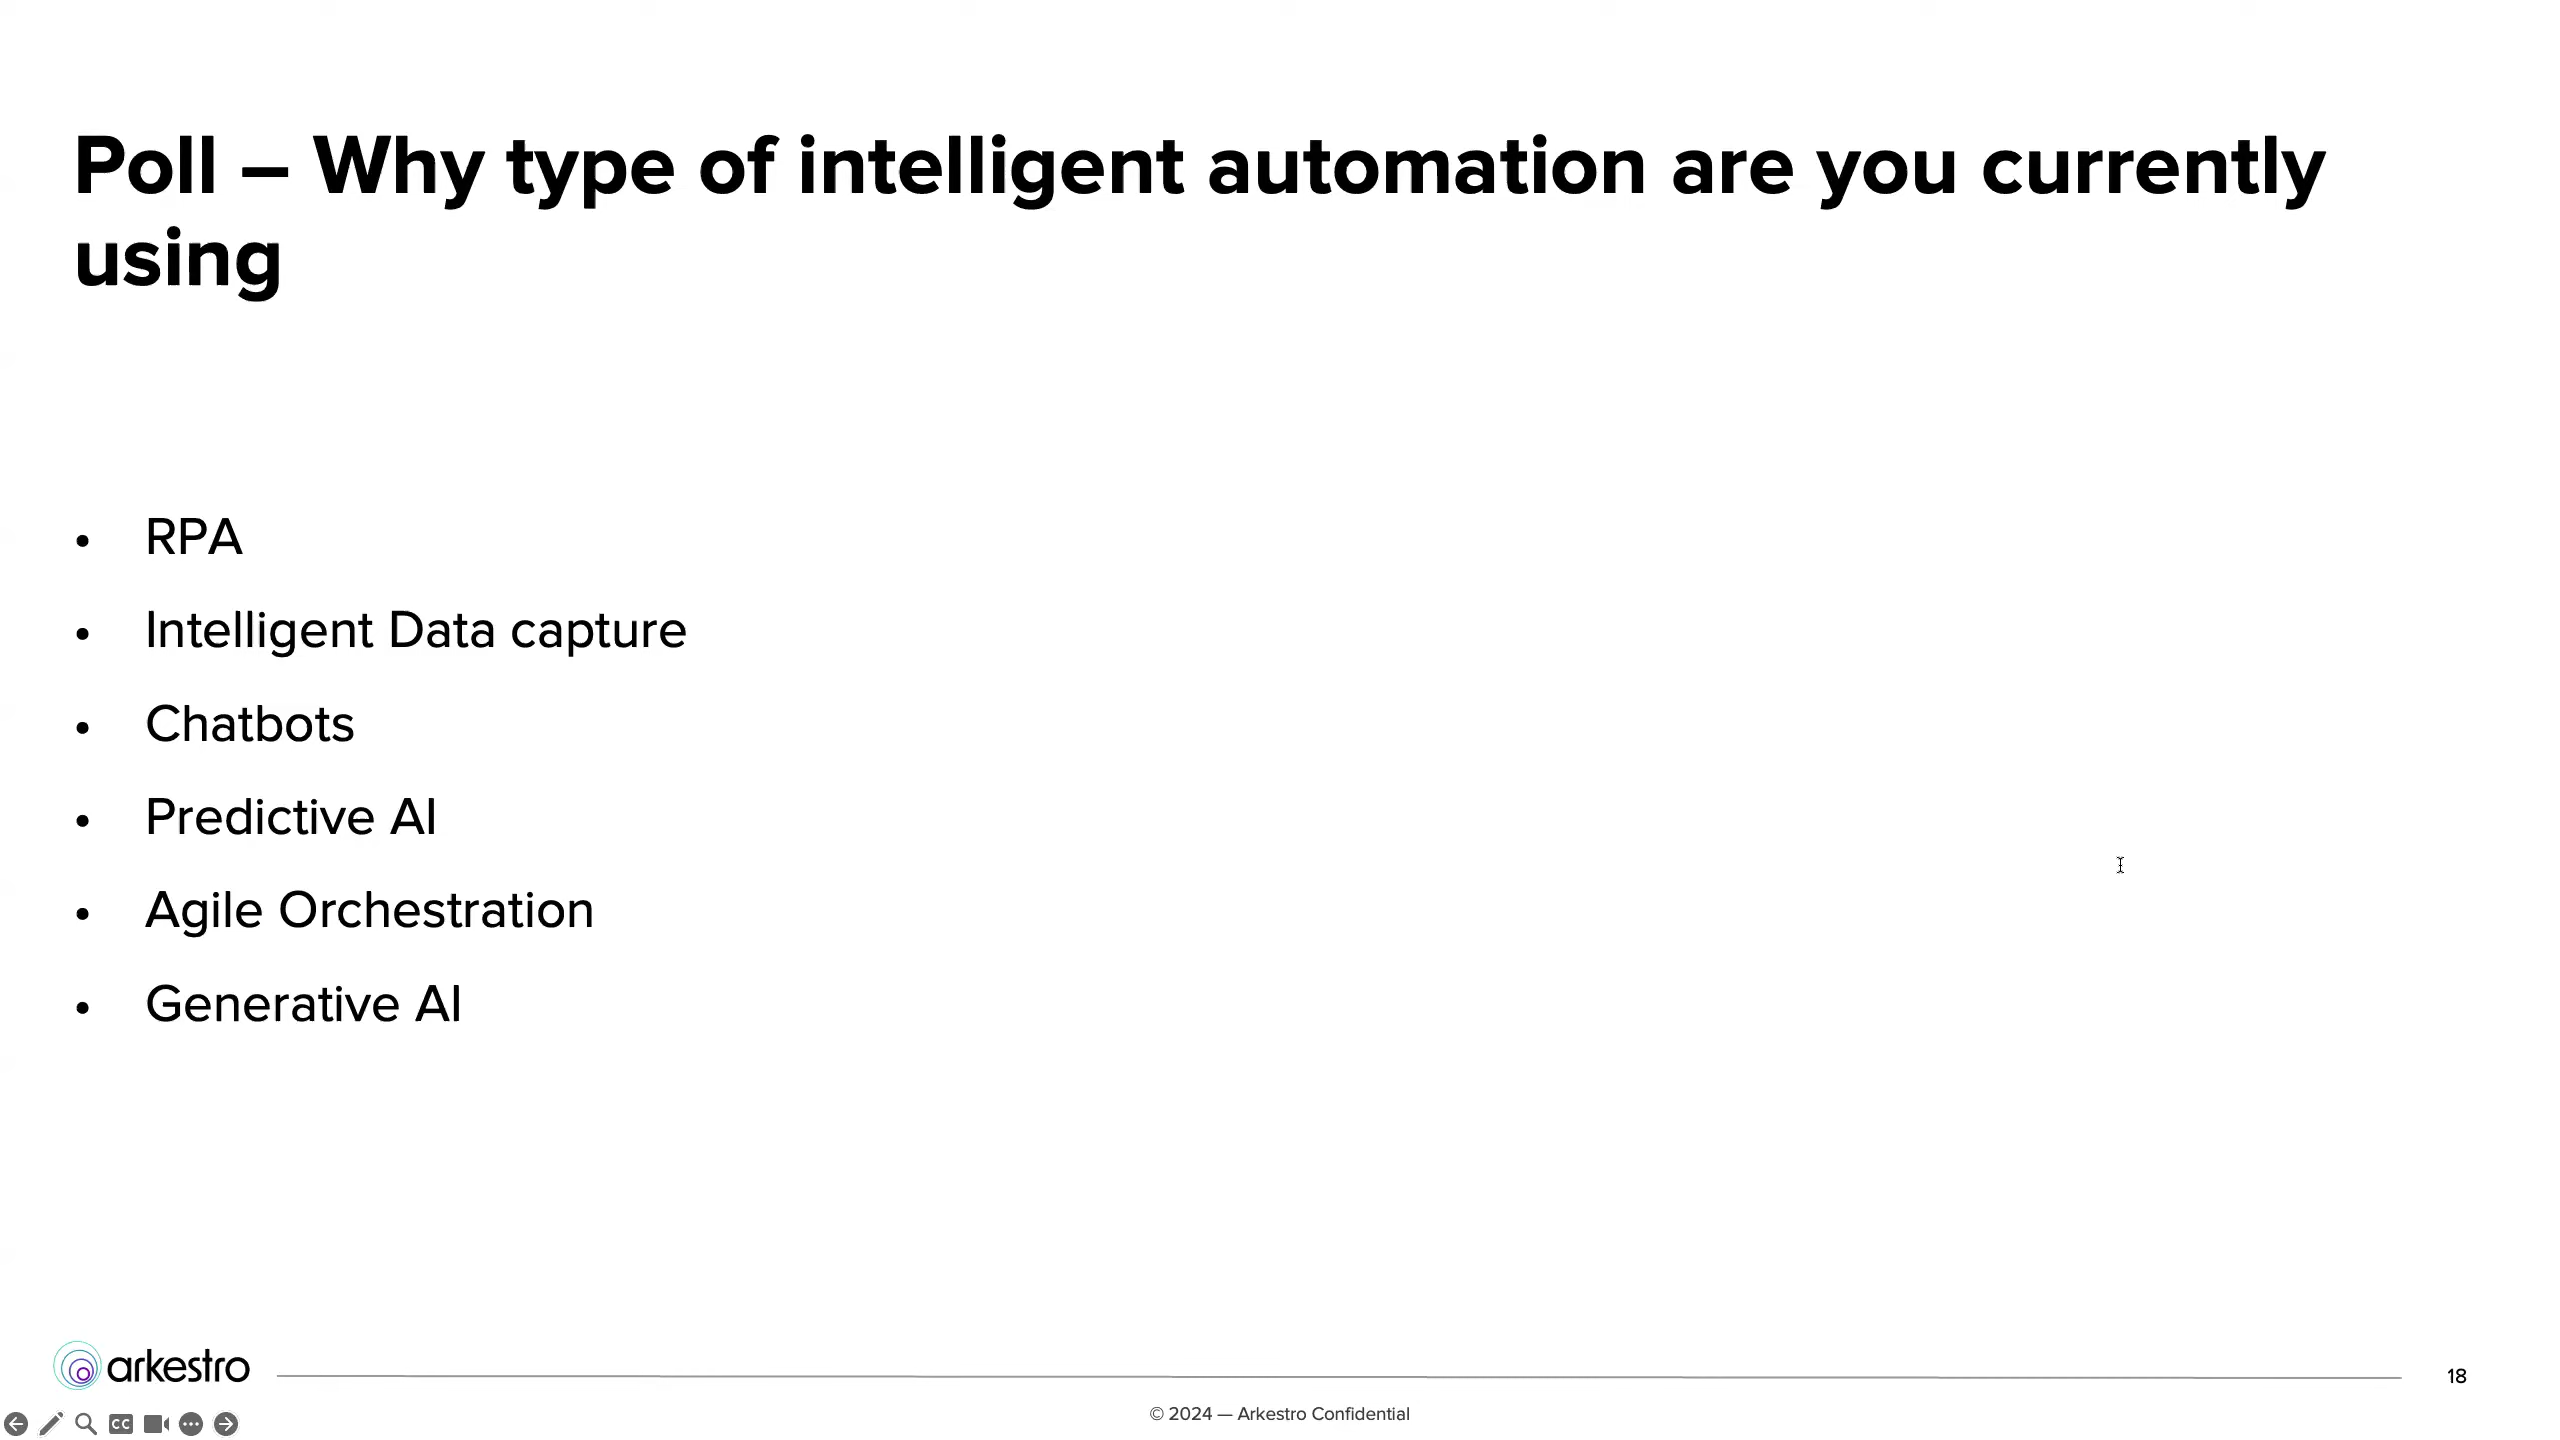 Poll – Why type of intelligent automation are you currently
using
• RPA
• Intelligent Data capture
• Chatbots
• Predictive AI
• Agile Orchestration
• Generative AI
arkestro
18
© 2024 — Arkestro Confidential
CC